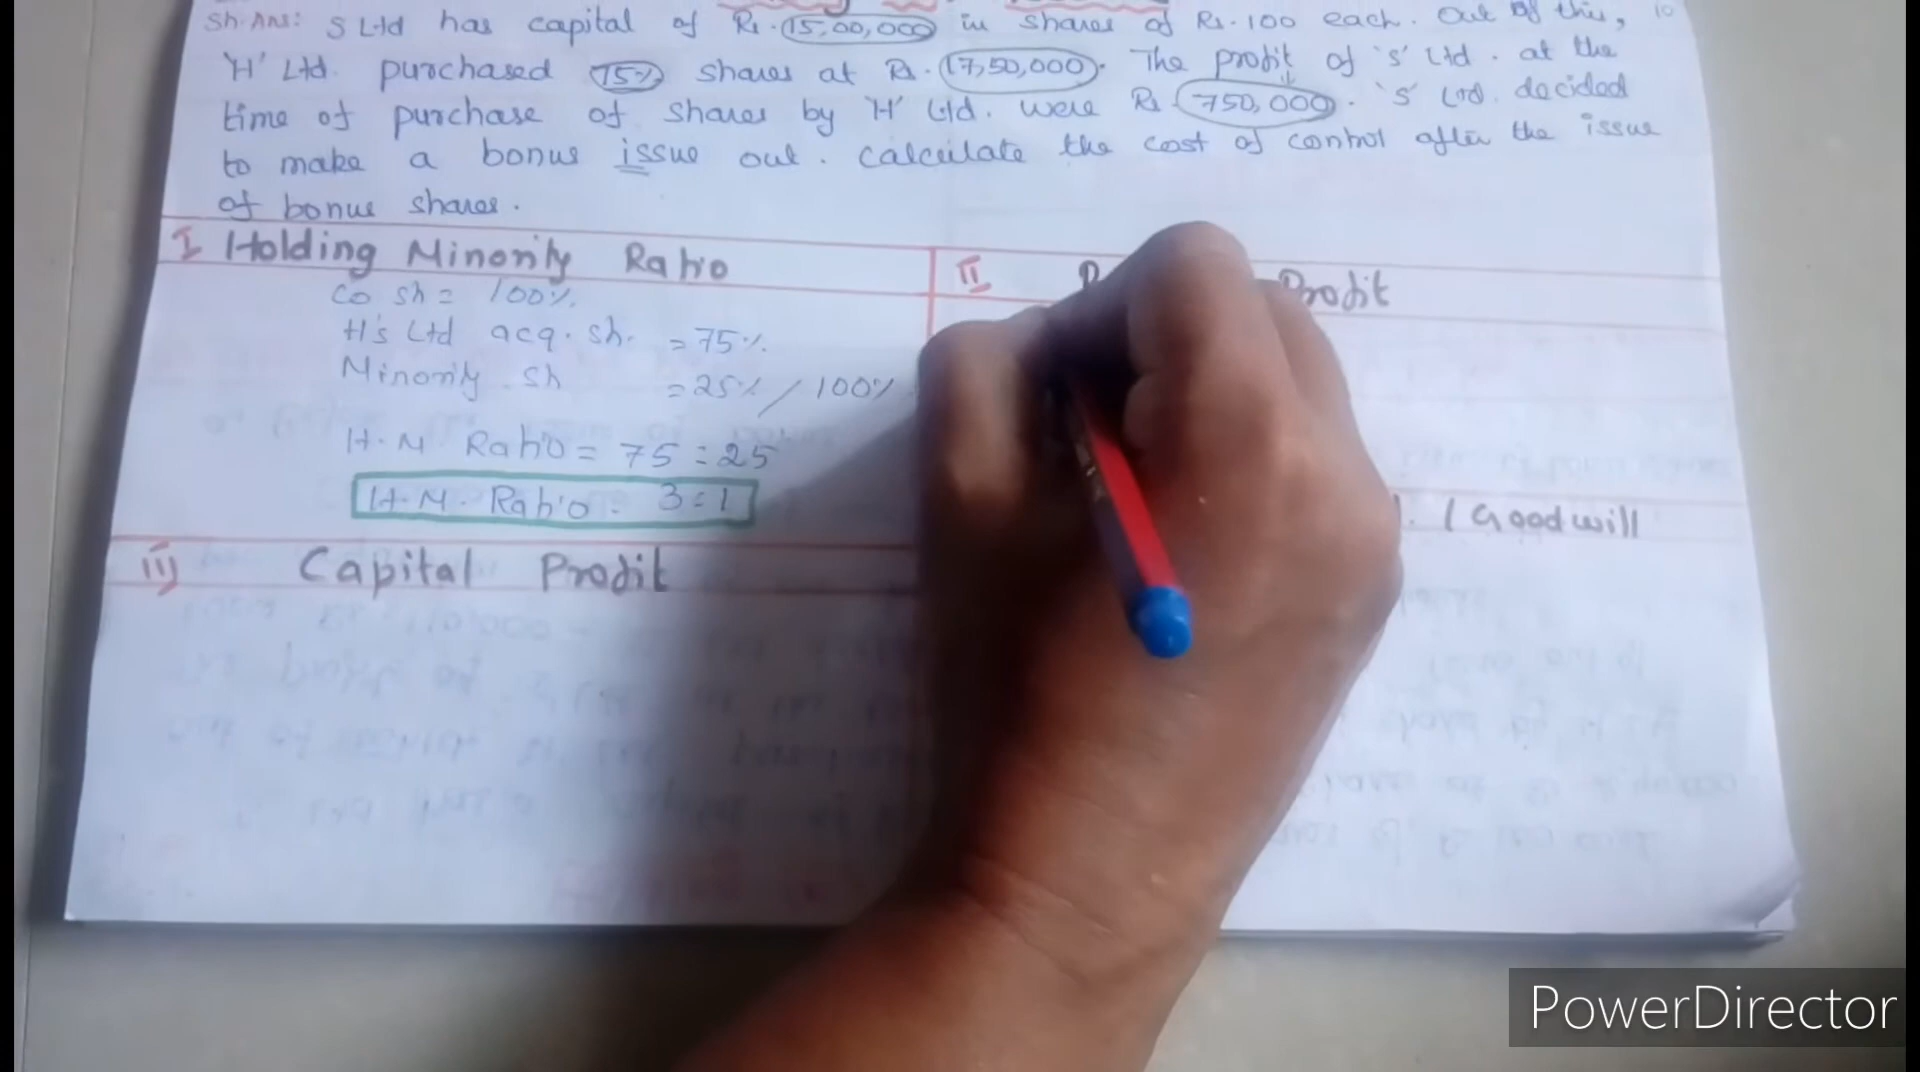 Sh. Ans: S Ltd has capital of Rs. 15,00,000 in shares of Rs. 100 each. Out of this, 10
'H' Ltd. purchased 75% shares at Rs. 17,50,000. The profit of 'S' Ltd. at the
time of purchase of shares by 'H' Ltd. were Rs. 750,000. 'S' Ltd. decided
to make a bonus issue out. calculate the cost of control after the issue
of bonus shares.
I Holding Minority Ratio
II Profit
Co sh = 100%
H's Ltd acq. sh. = 75%
Minority sh = 25% / 100%
H.M. Ratio = 75:25
H.M. Ratio = 3:1
/ Goodwill
III) Capital Profit
PowerDirector